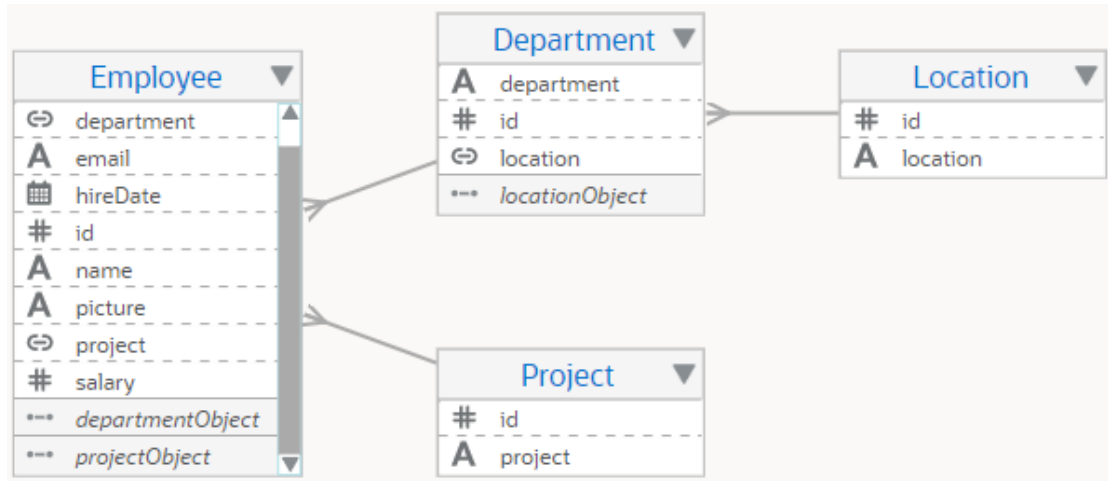 Employee
department
email
hireDate
id
name
picture
project
salary
departmentObject
projectObject
Department
department
id
location
locationObject
Project
id
project
Location
id
location